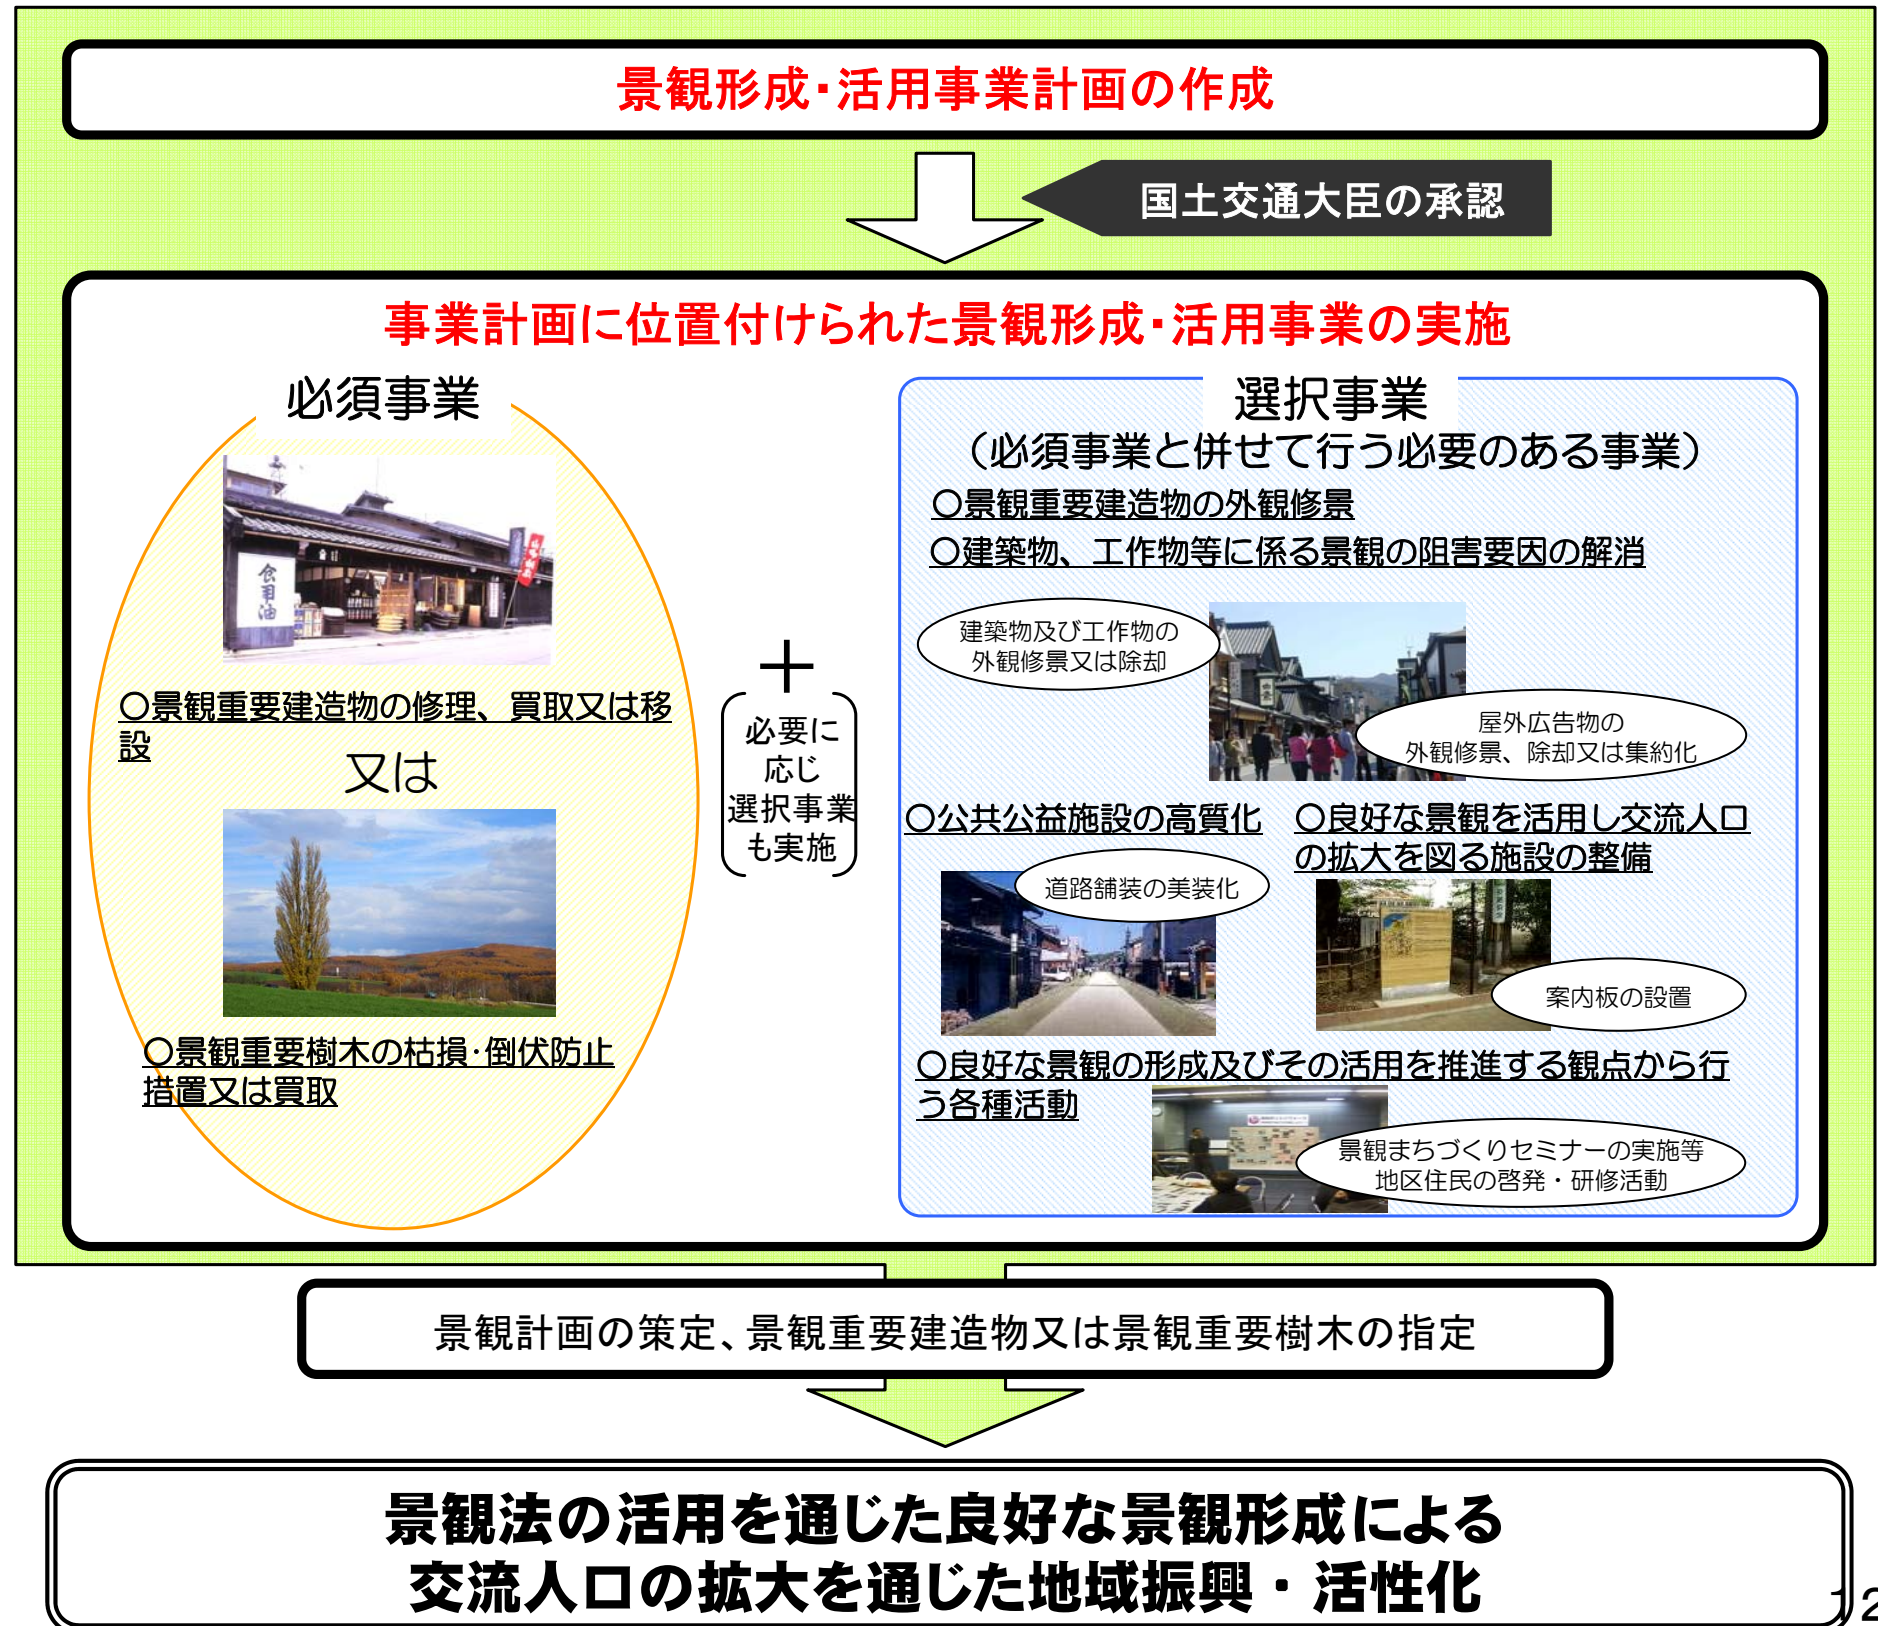 景観形成・活用事業計画の作成
国土交通大臣の承認
事業計画に位置付けられた景観形成・活用事業の実施
必須事業
食用油
〇景観重要建造物の修理、買取又は移
設
又は
〇景観重要樹木の枯損・倒伏防止
措置又は買取
＋
必要に
応じ
選択事業
も実施
選択事業
（必須事業と併せて行う必要のある事業）
〇景観重要建造物の外観修景
〇建築物、工作物等に係る景観の阻害要因の解消
建築物及び工作物の
外観修景又は除却
屋外広告物の
外観修景、除却又は集約化
〇公共公益施設の高質化
道路舗装の美装化
〇良好な景観を活用し交流人口
の拡大を図る施設の整備
案内板の設置
〇良好な景観の形成及びその活用を推進する観点から行
う各種活動
景観まちづくりセミナーの実施等
地区住民の啓発・研修活動
景観計画の策定、景観重要建造物又は景観重要樹木の指定
景観法の活用を通じた良好な景観形成による
交流人口の拡大を通じた地域振興・活性化
12